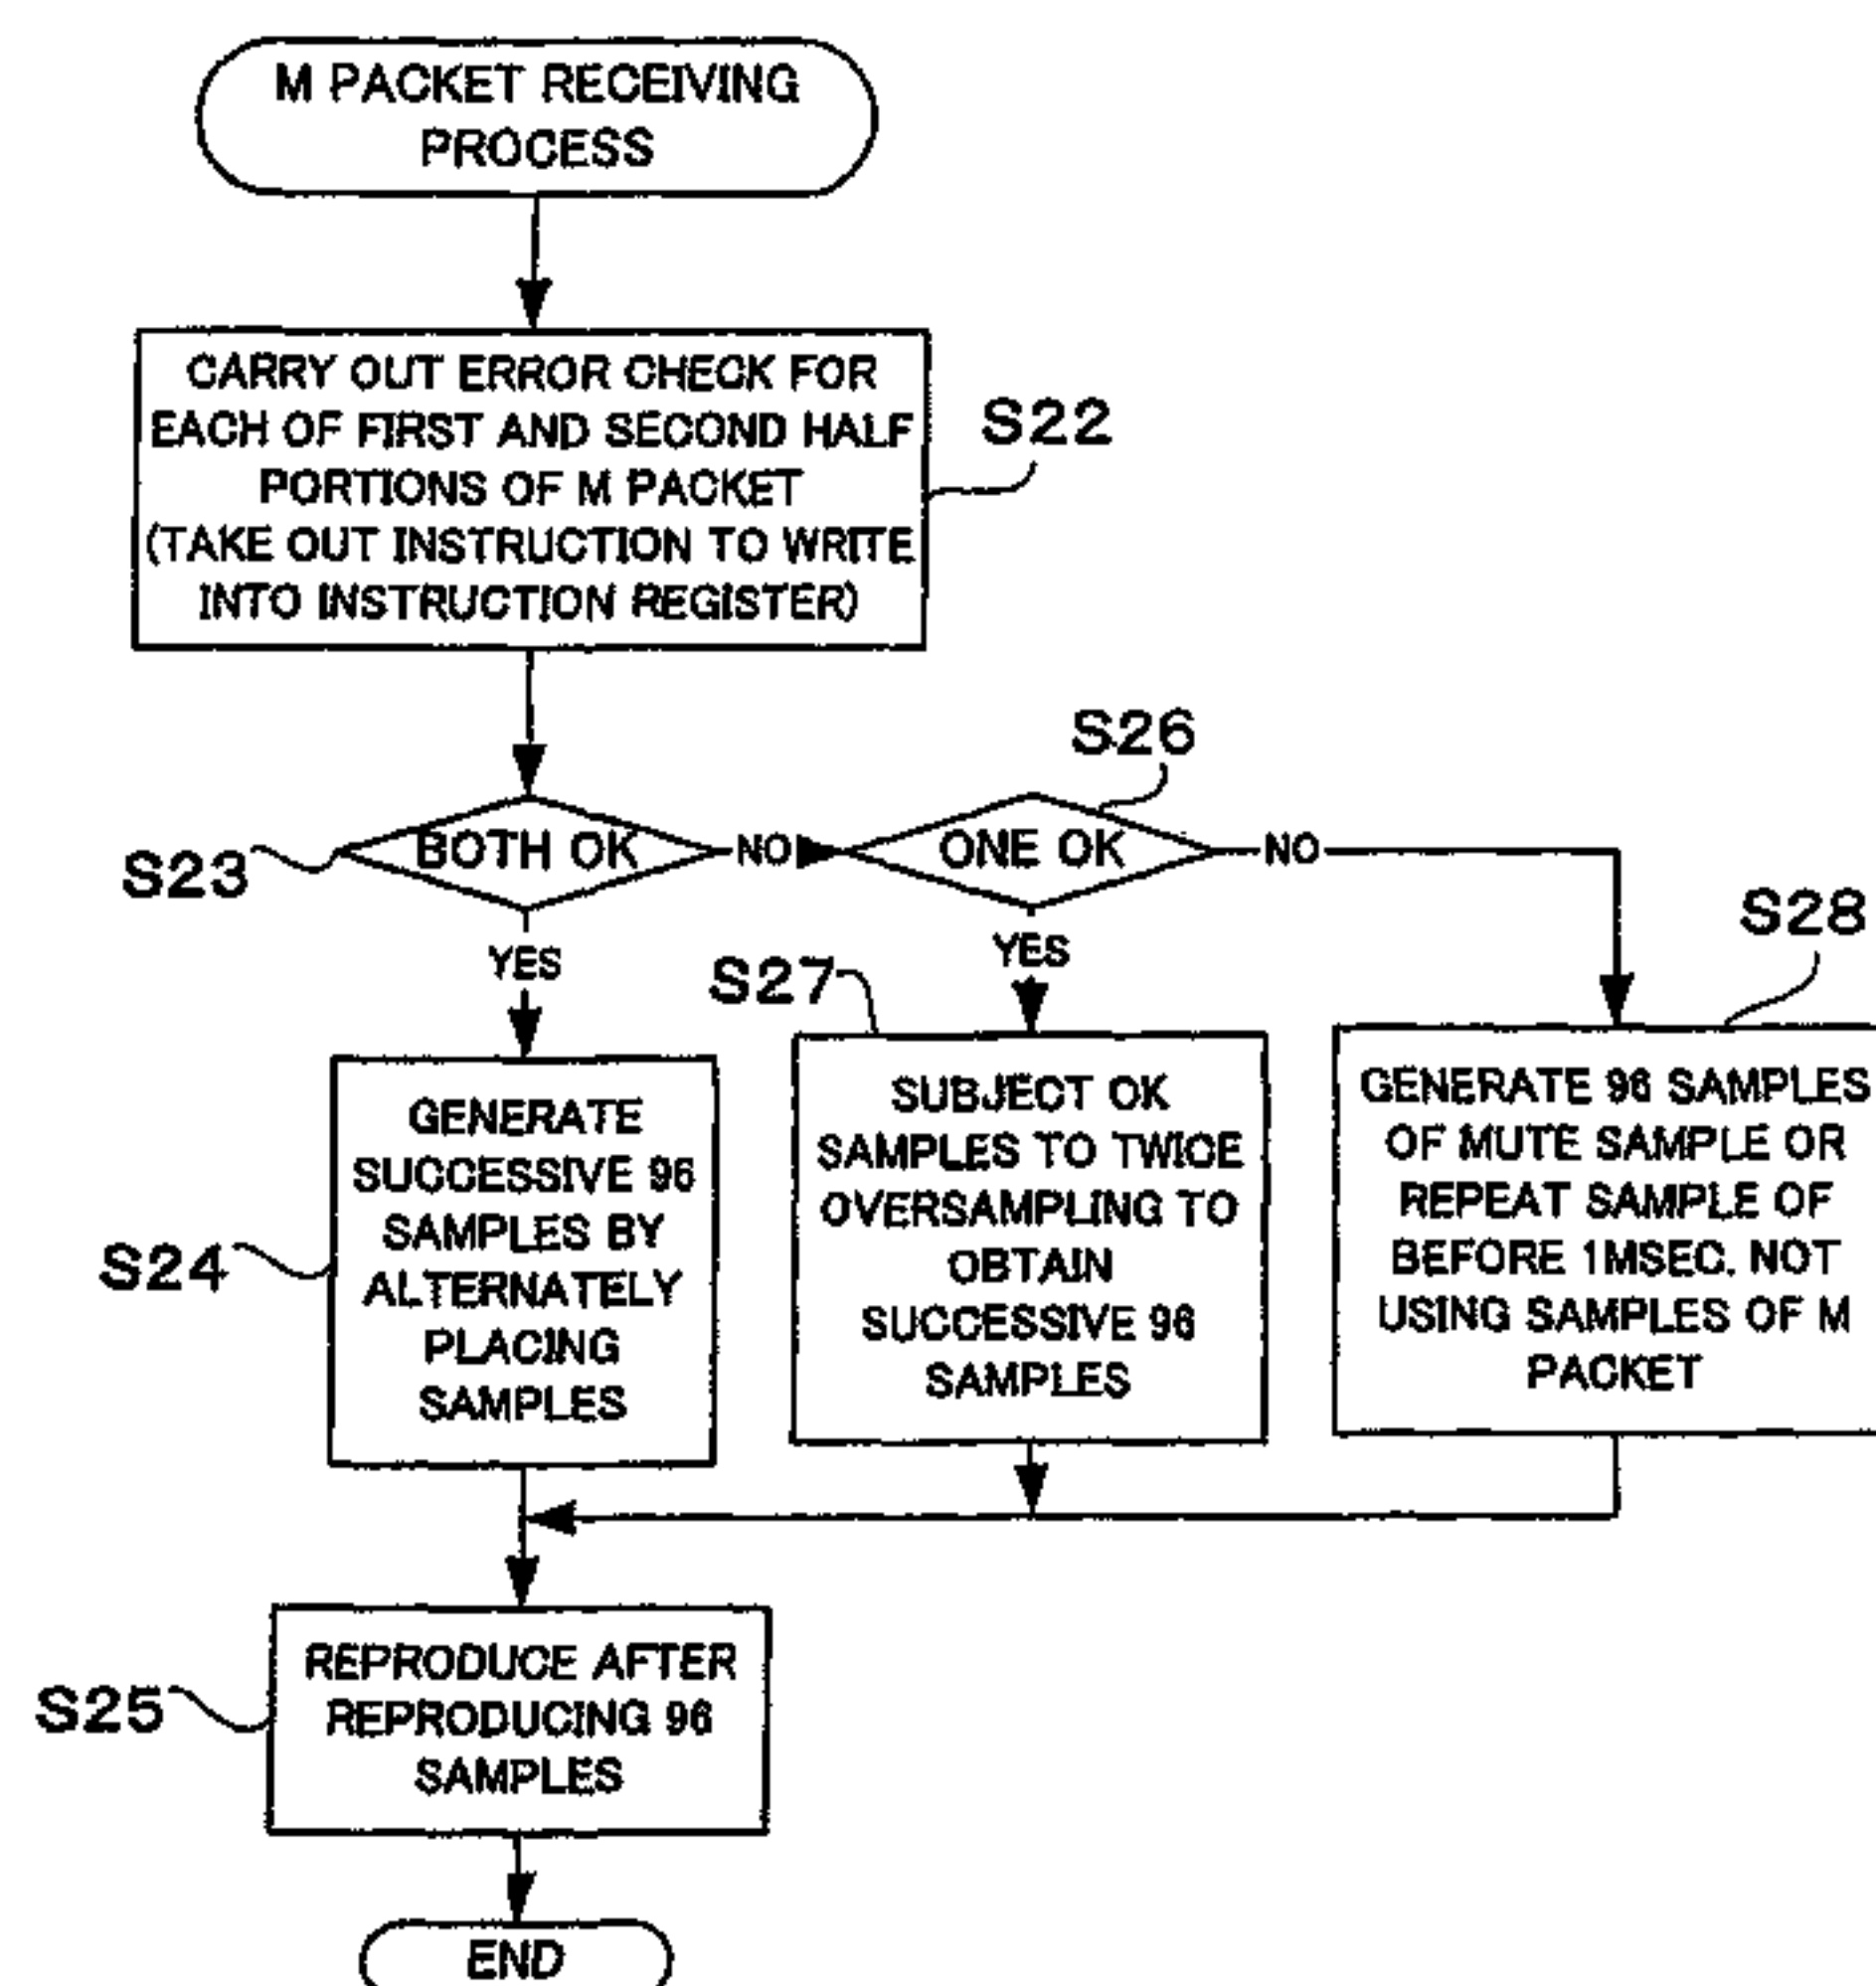 M PACKET RECEIVING
PROCESS
CARRY OUT ERROR CHECK FOR
EACH OF FIRST AND SECOND HALF
PORTIONS OF M PACKET
(TAKE OUT INSTRUCTION TO WRITE
INTO INSTRUCTION REGISTER)
S22
S26
S23
BOTH OK
NO
ONE OK
NO
YES
YES
S27
S28
S24
GENERATE
SUCCESSIVE 96
SAMPLES BY
ALTERNATELY
PLACING
SAMPLES
SUBJECT OK
SAMPLES TO TWICE
OVERSAMPLING TO
OBTAIN
SUCCESSIVE 96
SAMPLES
GENERATE 96 SAMPLES
OF MUTE SAMPLE OR
REPEAT SAMPLE OF
BEFORE 1MSEC. NOT
USING SAMPLES OF M
PACKET
S25
REPRODUCE AFTER
REPRODUCING 96
SAMPLES
END